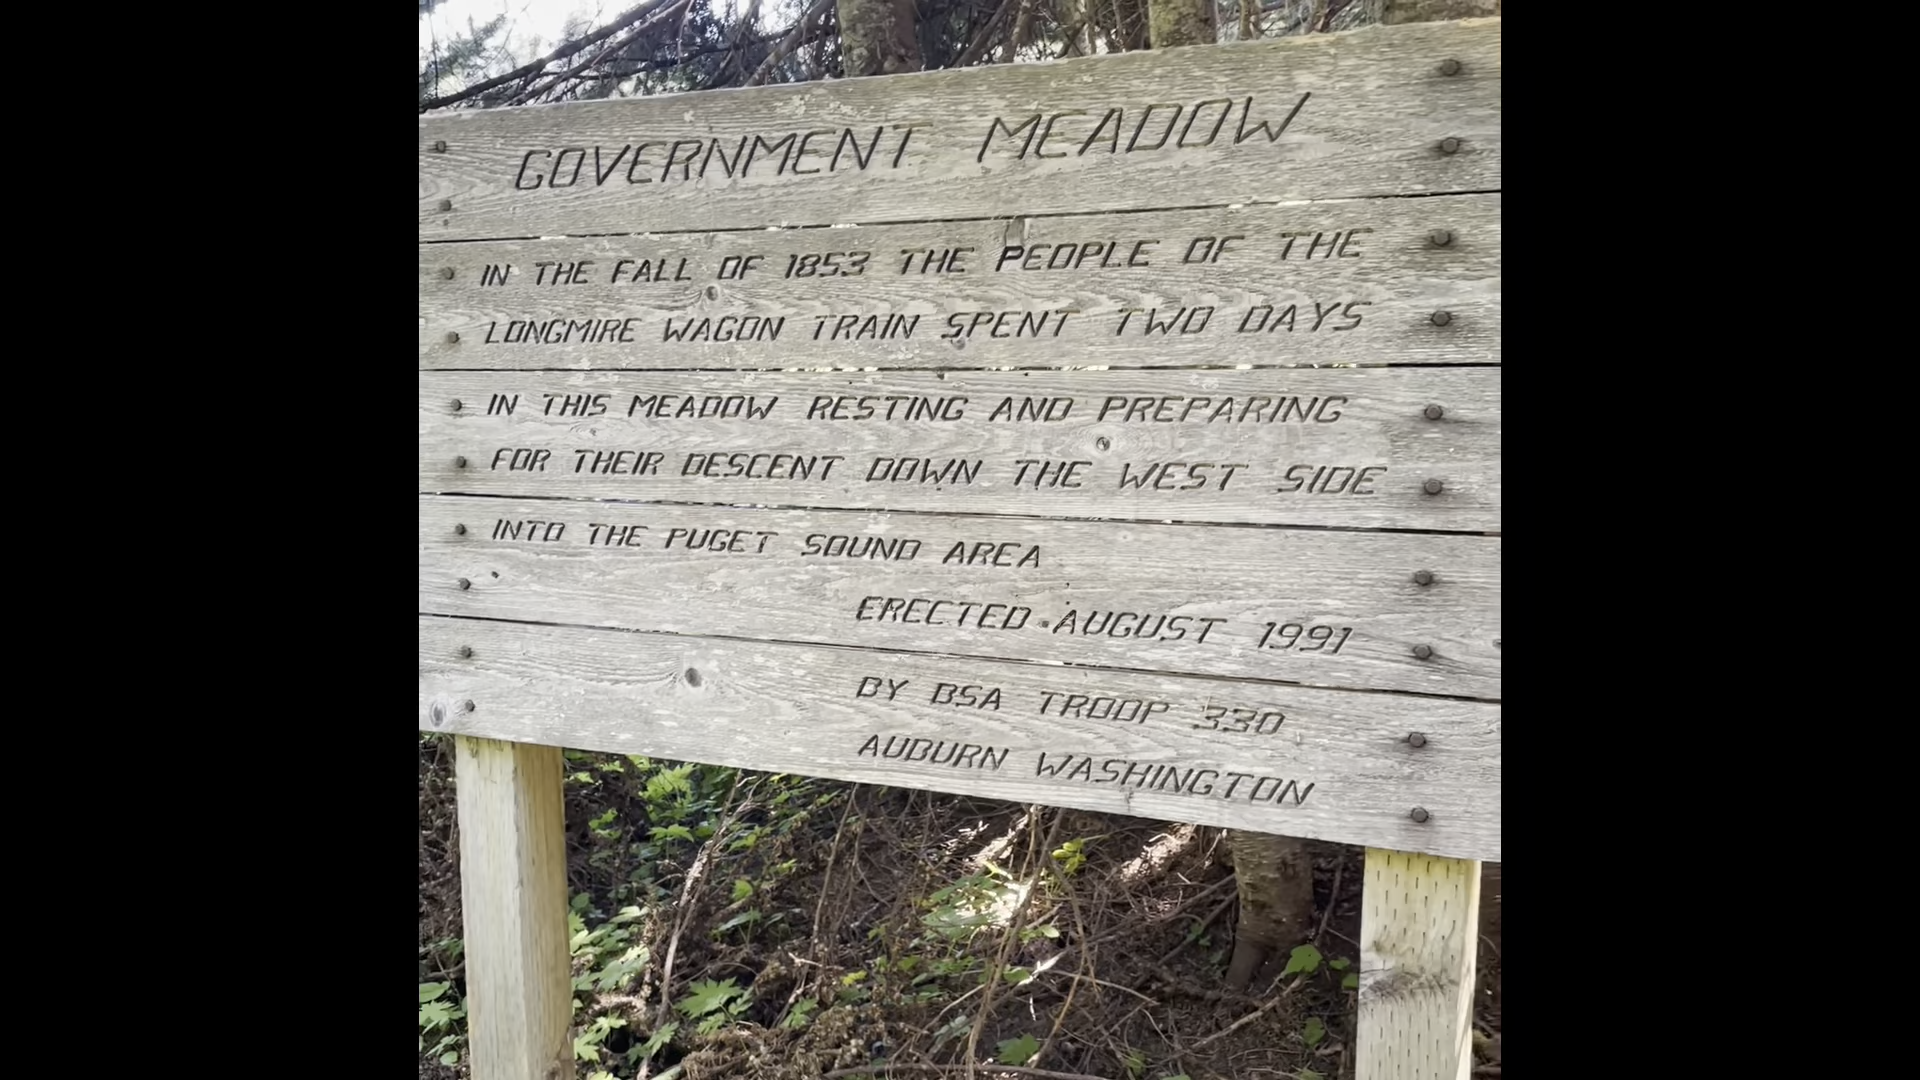 GOVERNMENT MEADOW
IN THE FALL OF 1853 THE PEOPLE OF THE
LONGMIRE WAGON TRAIN SPENT TWO DAYS
IN THIS MEADOW RESTING AND PREPARING
FOR THEIR DESCENT DOWN THE WEST SIDE
INTO THE PUGET SOUND AREA
ERECTED AUGUST 1991
BY BSA TROOP 330
AUBURN WASHINGTON